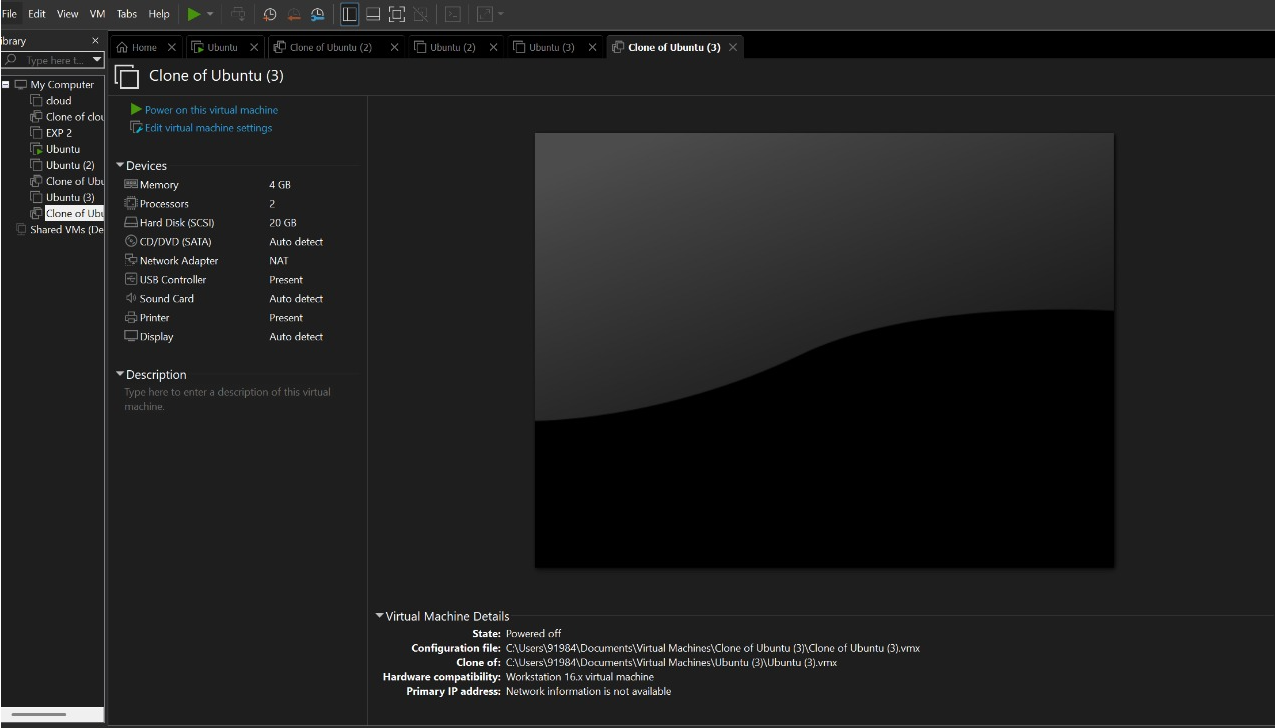 File Edit View VM Tabs Help
ibrary
Type here t...
My Computer
cloud
Clone of clou
EXP 2
Ubuntu
Ubuntu (2)
Clone of Ubu
Ubuntu (3)
Clone of Ubu
Shared VMs (De
Home Ubuntu Clone of Ubuntu (2) Ubuntu (2) Ubuntu (3) Clone of Ubuntu (3)
Clone of Ubuntu (3)
Power on this virtual machine
Edit virtual machine settings
Devices
Memory 4 GB
Processors 2
Hard Disk (SCSI) 20 GB
CD/DVD (SATA) Auto detect
Network Adapter NAT
USB Controller Present
Sound Card Auto detect
Printer Present
Display Auto detect
Description
Type here to enter a description of this virtual
machine.
Virtual Machine Details
State: Powered off
Configuration file: C:\Users\91984\Documents\Virtual Machines\Clone of Ubuntu (3)\Clone of Ubuntu (3).vmx
Clone of: C:\Users\91984\Documents\Virtual Machines\Ubuntu (3)\Ubuntu (3).vmx
Hardware compatibility: Workstation 16.x virtual machine
Primary IP address: Network information is not available